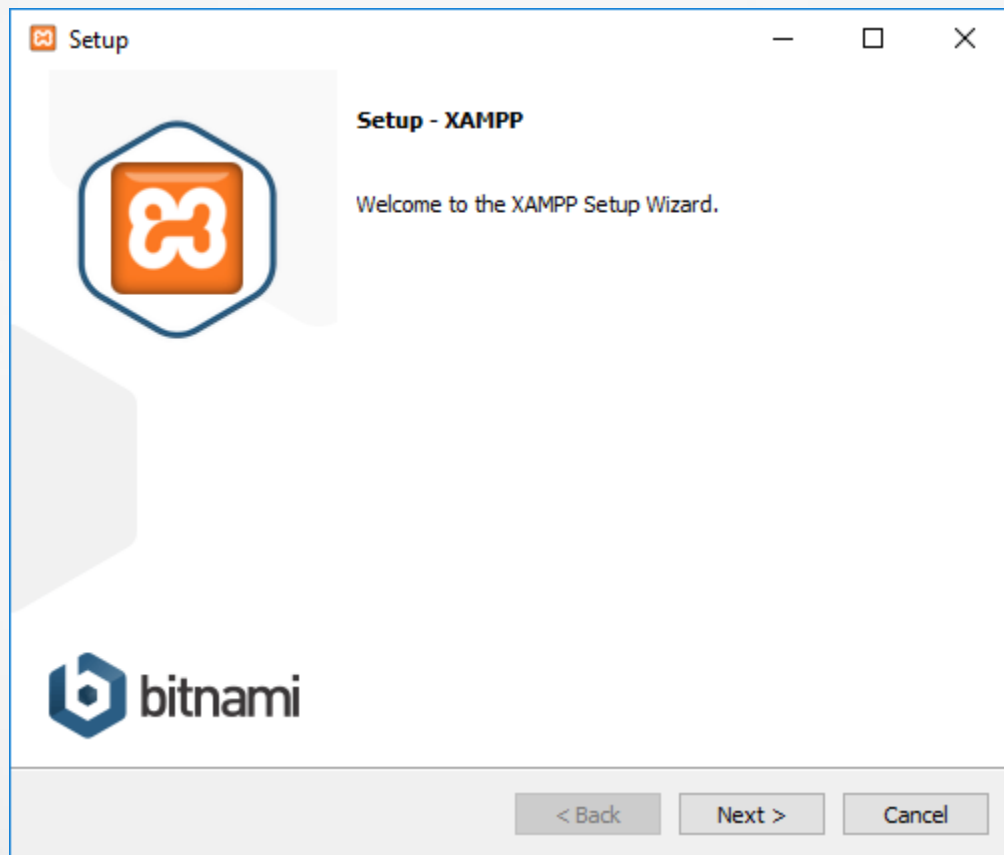 Setup
Setup - XAMPP
Welcome to the XAMPP Setup Wizard.
bitnami
< Back Next > Cancel